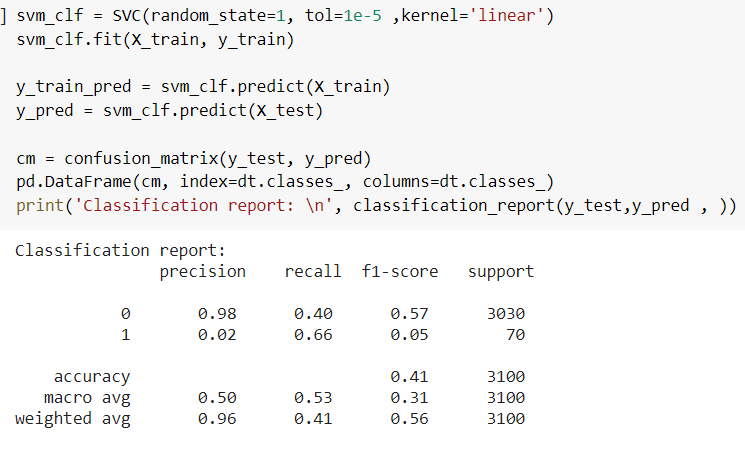 ] svm_clf = SVC(random_state=1, tol=1e-5 ,kernel='linear')
svm_clf.fit(X_train, y_train)
y_train_pred = svm_clf.predict(X_train)
y_pred = svm_clf.predict(X_test)
cm = confusion_matrix(y_test, y_pred)
pd.DataFrame(cm, index=dt.classes_, columns=dt.classes_)
print('Classification report: \n', classification_report(y_test,y_pred , ))
Classification report:
precision recall f1-score support
0 0.98 0.40 0.57 3030
1 0.02 0.66 0.05 70
accuracy 0.41 3100
macro avg 0.50 0.53 0.31 3100
weighted avg 0.96 0.41 0.56 3100